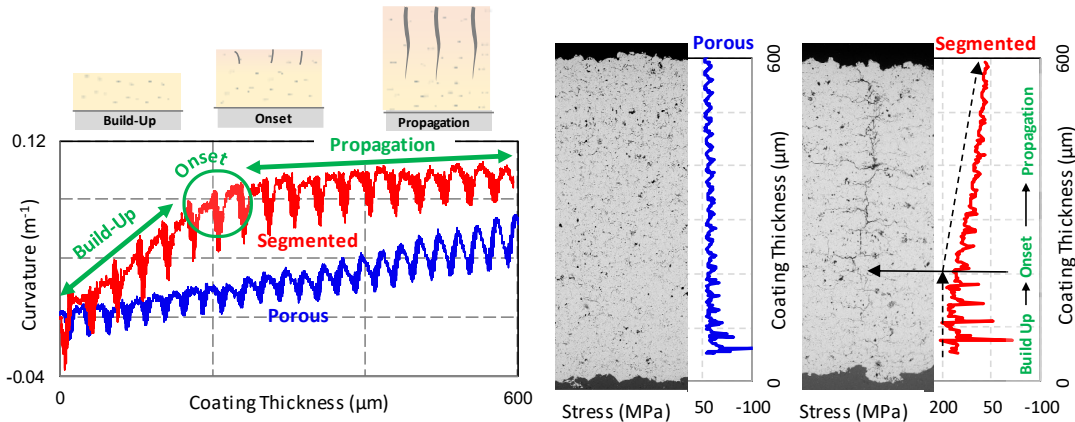 Build-Up
Onset
Propagation
0.12
-0.04
Curvature (m⁻¹)
Build-Up
Onset
Propagation
Segmented
Porous
0
600
Coating Thickness (µm)
Porous
600
0
Coating Thickness (µm)
Stress (MPa)
50
-100
Segmented
Build Up
Onset
Propagation
600
0
Coating Thickness (µm)
Stress (MPa)
200
50
-100